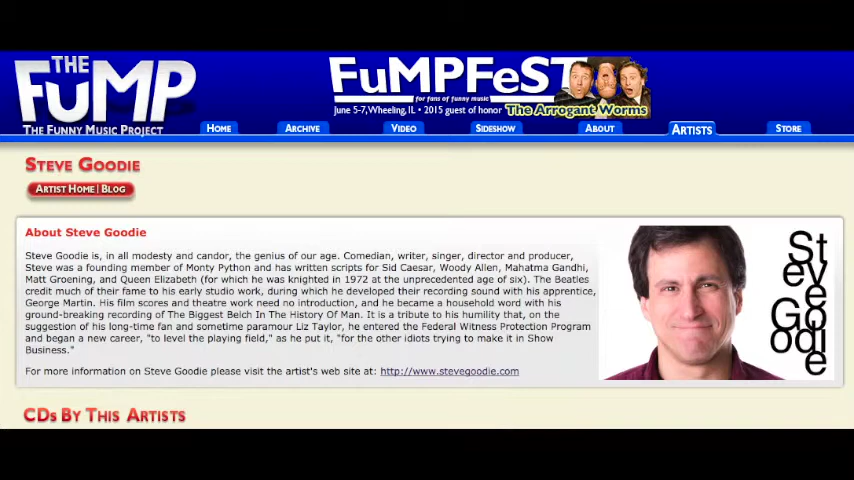 THE
FUMP
THE FUNNY MUSIC PROJECT
FuMPFeST
for fans of funny music
June 5-7, Wheeling, IL • 2015 guest of honor The Arrogant Worms
HOME ARCHIVE VIDEO SIDESHOW ABOUT ARTISTS STORE
STEVE GOODIE
ARTIST HOME | BLOG
About Steve Goodie
Steve Goodie is, in all modesty and candor, the genius of our age. Comedian, writer, singer, director and producer,
Steve was a founding member of Monty Python and has written scripts for Sid Caesar, Woody Allen, Mahatma Gandhi,
Matt Groening, and Queen Elizabeth (for which he was knighted in 1972 at the unprecedented age of six). The Beatles
credit much of their fame to his early studio work, during which he developed their recording sound with his apprentice,
George Martin. His film scores and theatre work need no introduction, and he became a household word with his
ground-breaking recording of The Biggest Belch In The History Of Man. It is a tribute to his humility that, on the
suggestion of his long-time fan and sometime paramour Liz Taylor, he entered the Federal Witness Protection Program
and began a new career, "to level the playing field," as he put it, "for the other idiots trying to make it in Show
Business."
For more information on Steve Goodie please visit the artist's web site at: http://www.stevegoodie.com
Steve
Goodie
CDS BY THIS ARTISTS